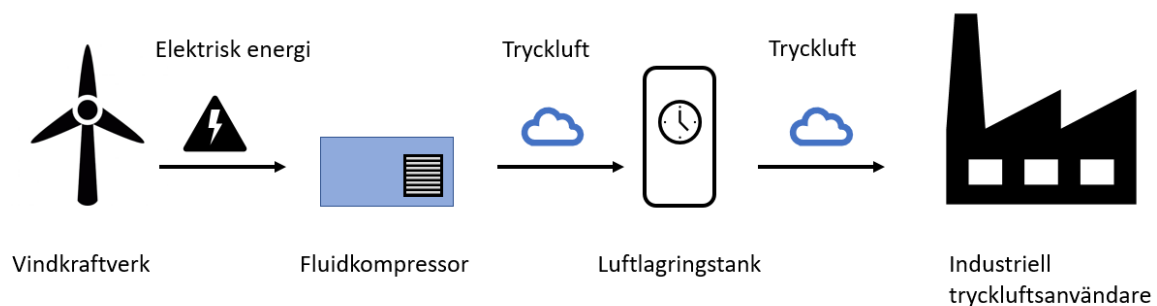 Elektrisk energi
Tryckluft
Tryckluft
Vindkraftverk
Fluidkompressor
Luftlagringstank
Industriell
tryckluftsanvändare